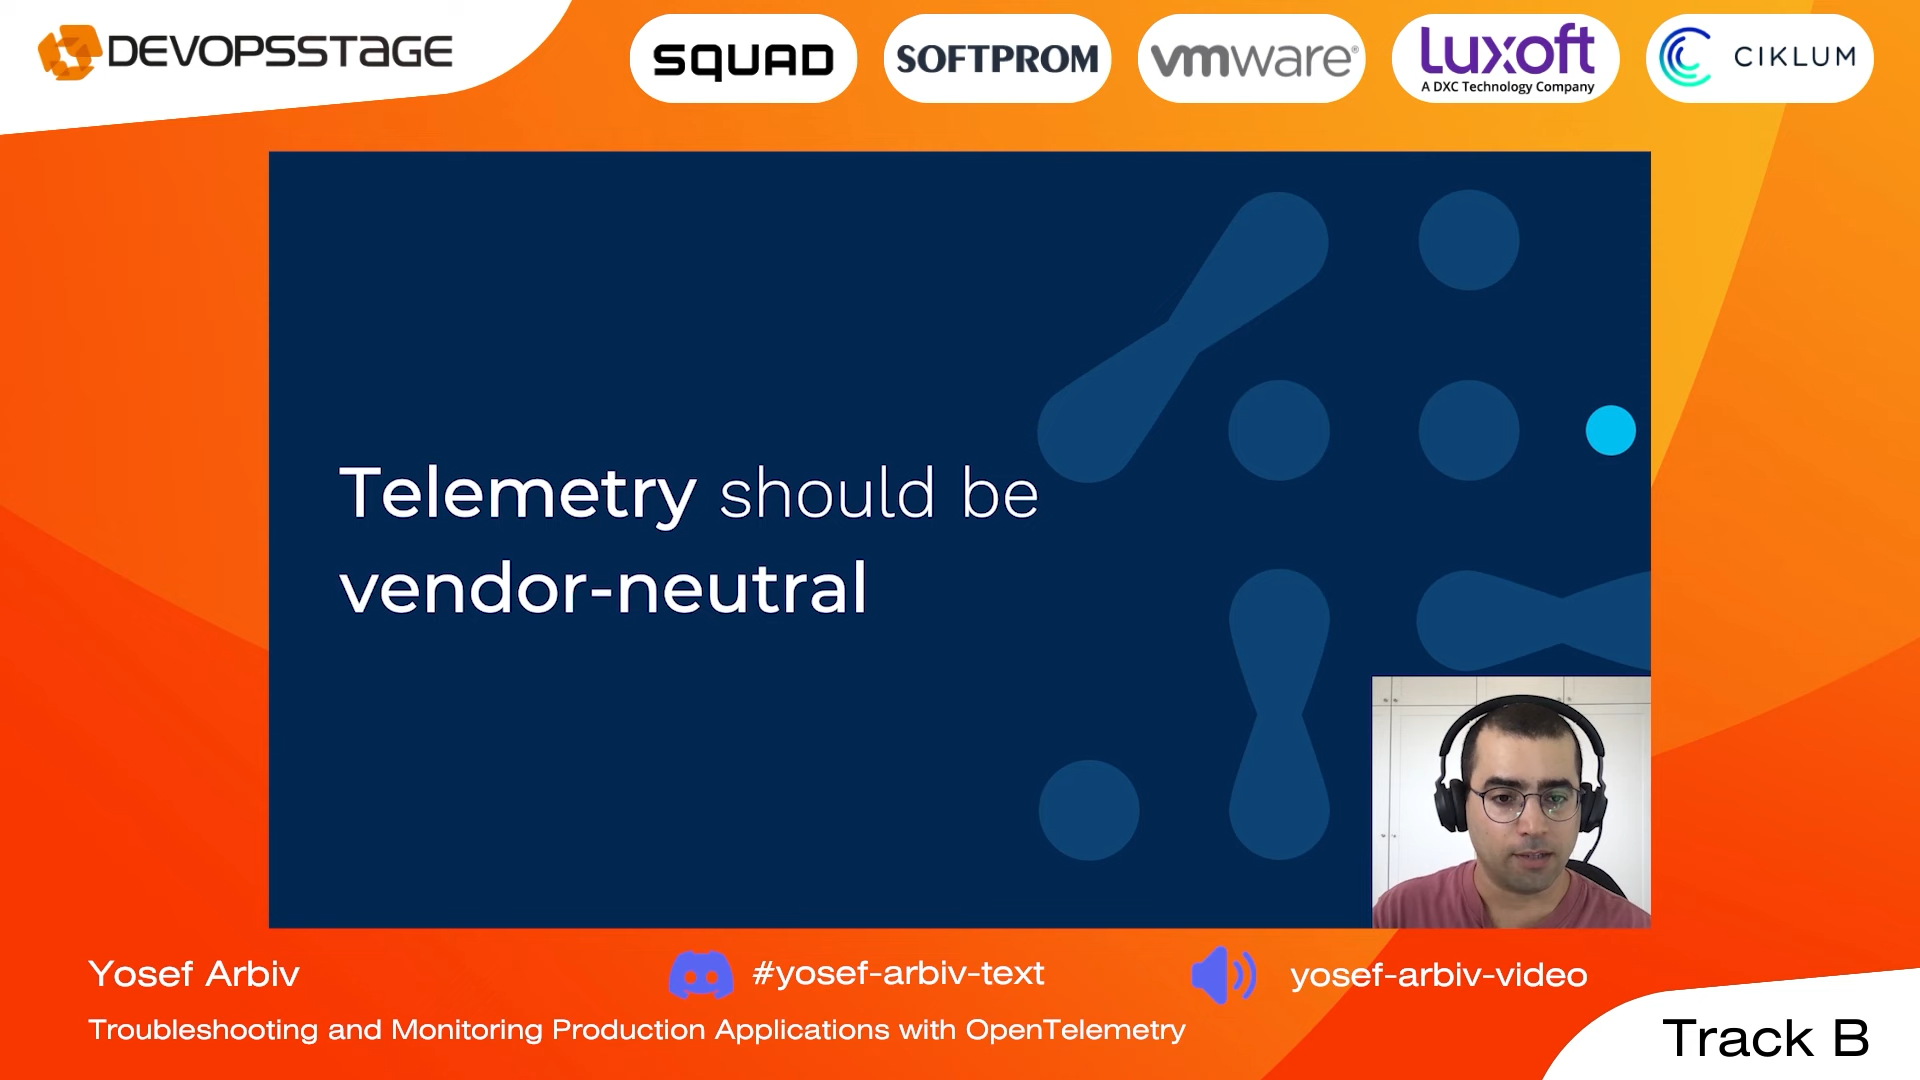 DEVOPSSTAGE
SQUAD
SOFTPROM
vmware®
Luxoft
A DXC Technology Company
CIKLUM
Telemetry should be
vendor-neutral
Yosef Arbiv
#yosef-arbiv-text
yosef-arbiv-video
Troubleshooting and Monitoring Production Applications with OpenTelemetry
Track B